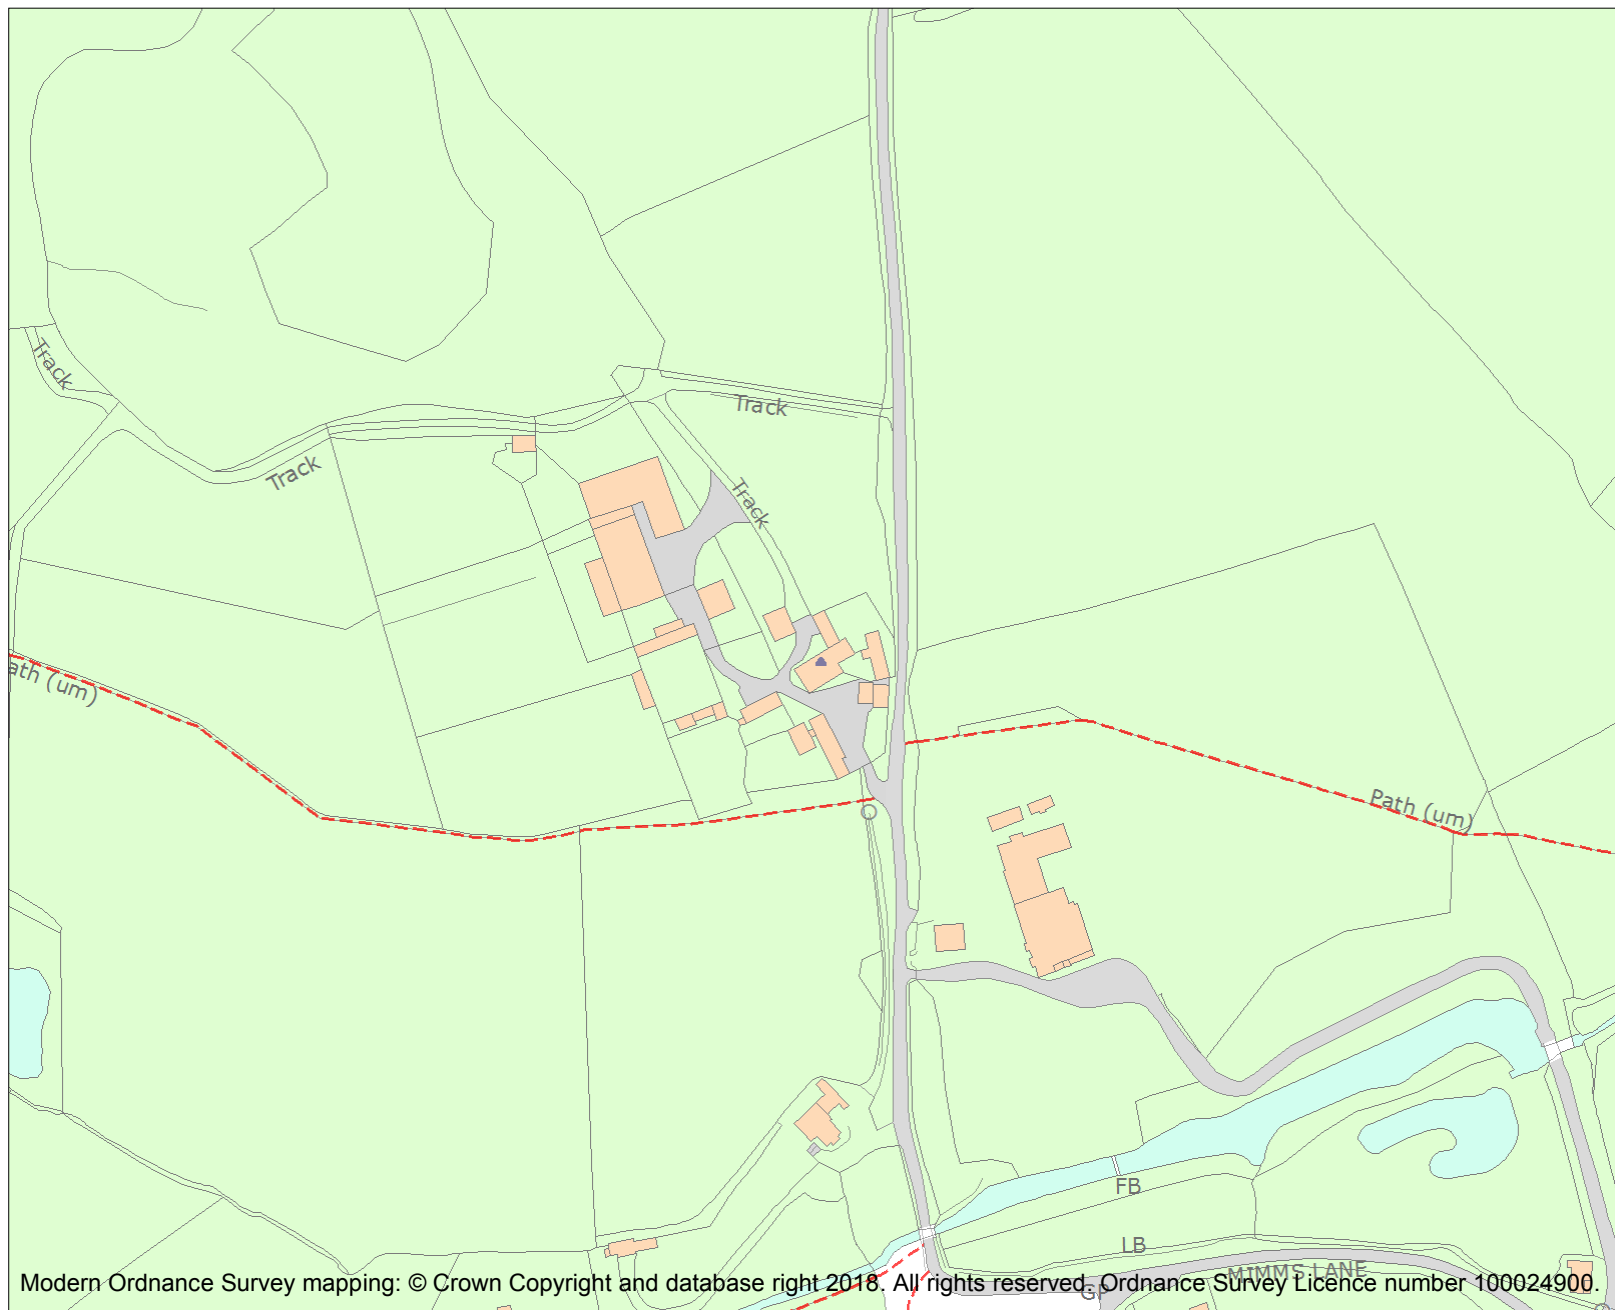 Track
Track
Track
Track
ath (um)
Path (um)
FB
LB
MIMMS LANE
GP
Modern Ordnance Survey mapping: © Crown Copyright and database right 2018. All rights reserved. Ordnance Survey Licence number 100024900.